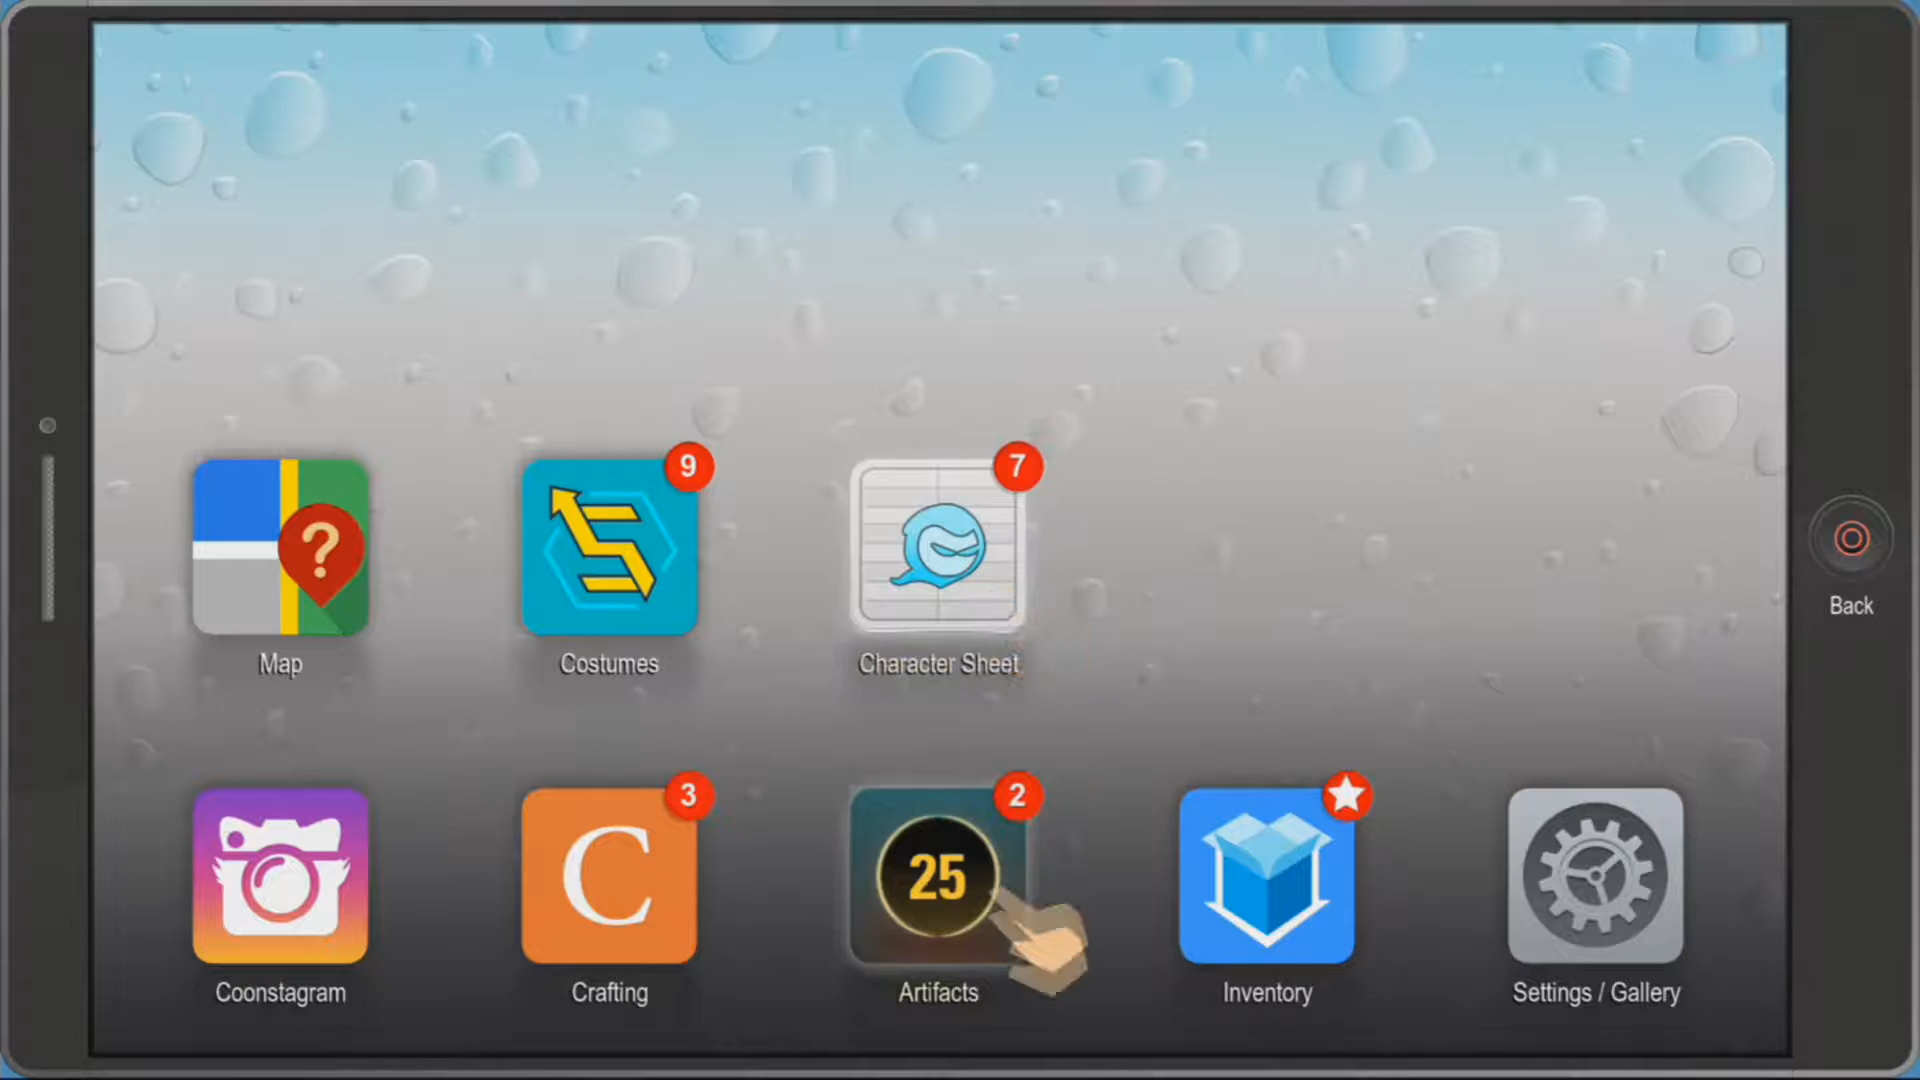 9
7
?
Map
Costumes
Character Sheet
Back
3
2
C
25
Coonstagram
Crafting
Artifacts
Inventory
Settings / Gallery